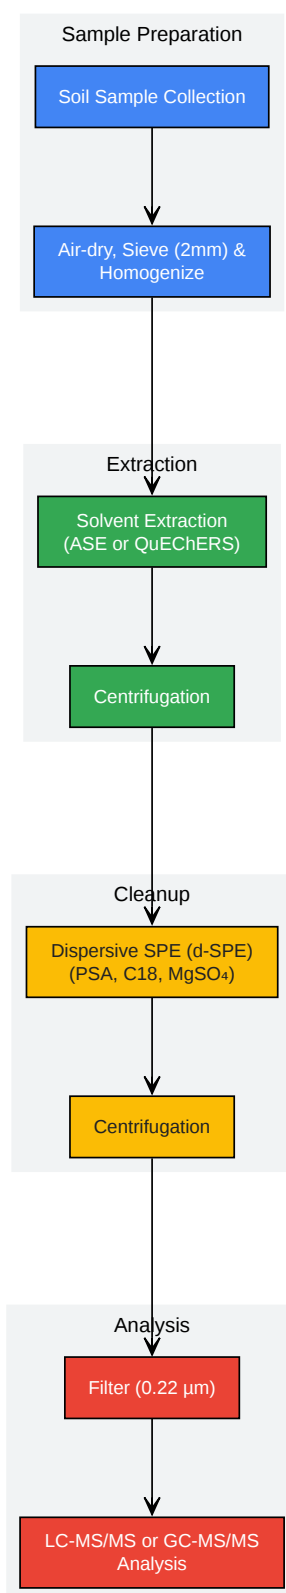 Sample Preparation
Soil Sample Collection
Air-dry, Sieve (2mm) &
Homogenize
Extraction
Solvent Extraction
(ASE or QuEChERS)
Centrifugation
Cleanup
Dispersive SPE (d-SPE)
(PSA, C18, MgSO₄)
Centrifugation
Analysis
Filter (0.22 µm)
LC-MS/MS or GC-MS/MS
Analysis